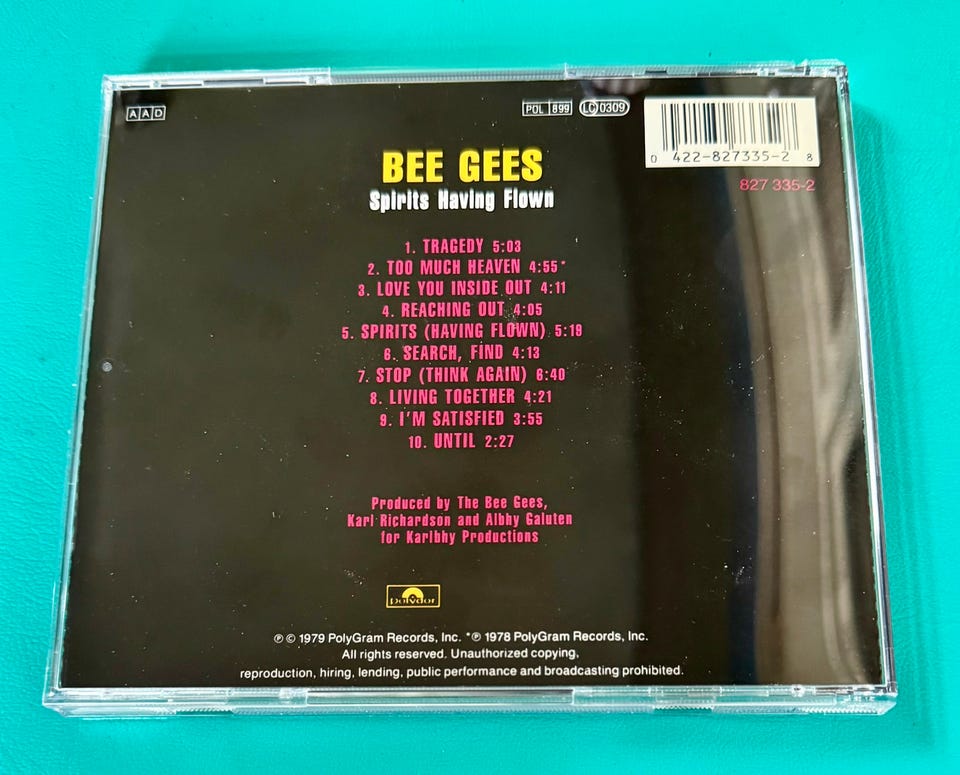 AAD
POL 899 LC 0309
0 422-827335-2 8
827 335-2
BEE GEES
Spirits Having Flown
1. TRAGEDY 5:03
2. TOO MUCH HEAVEN 4:55*
3. LOVE YOU INSIDE OUT 4:11
4. REACHING OUT 4:05
5. SPIRITS (HAVING FLOWN) 5:19
6. SEARCH, FIND 4:13
7. STOP (THINK AGAIN) 6:40
8. LIVING TOGETHER 4:21
9. I'M SATISFIED 3:55
10. UNTIL 2:27
Produced by The Bee Gees,
Karl Richardson and Albhy Galuten
for Karlbhy Productions
polydor
℗ © 1979 PolyGram Records, Inc. *℗ 1978 PolyGram Records, Inc.
All rights reserved. Unauthorized copying,
reproduction, hiring, lending, public performance and broadcasting prohibited.